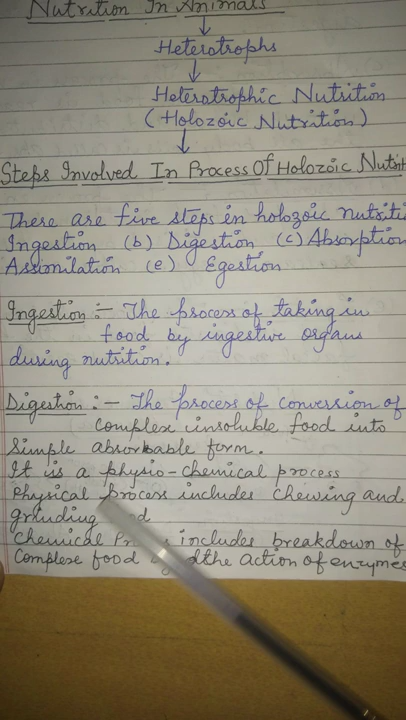 Nutrition In Animals
Heterotrophs
Heterotrophic Nutrition
(Holozoic Nutrition)
Steps Involved In Process Of Holozoic Nutrit
There are five steps in holozoic nutriti
Ingestion (b) Digestion (c) Absorption
Assimilation (e) Egestion
Ingestion :- The process of taking in
food by ingestive organs
during nutrition.
Digestion :- The process of conversion of
complex insoluble food into
simple absorbable form.
It is a physio-chemical process
Physical process includes chewing and
grinding
Chemical includes breakdown of
Complex food the action of enzymes